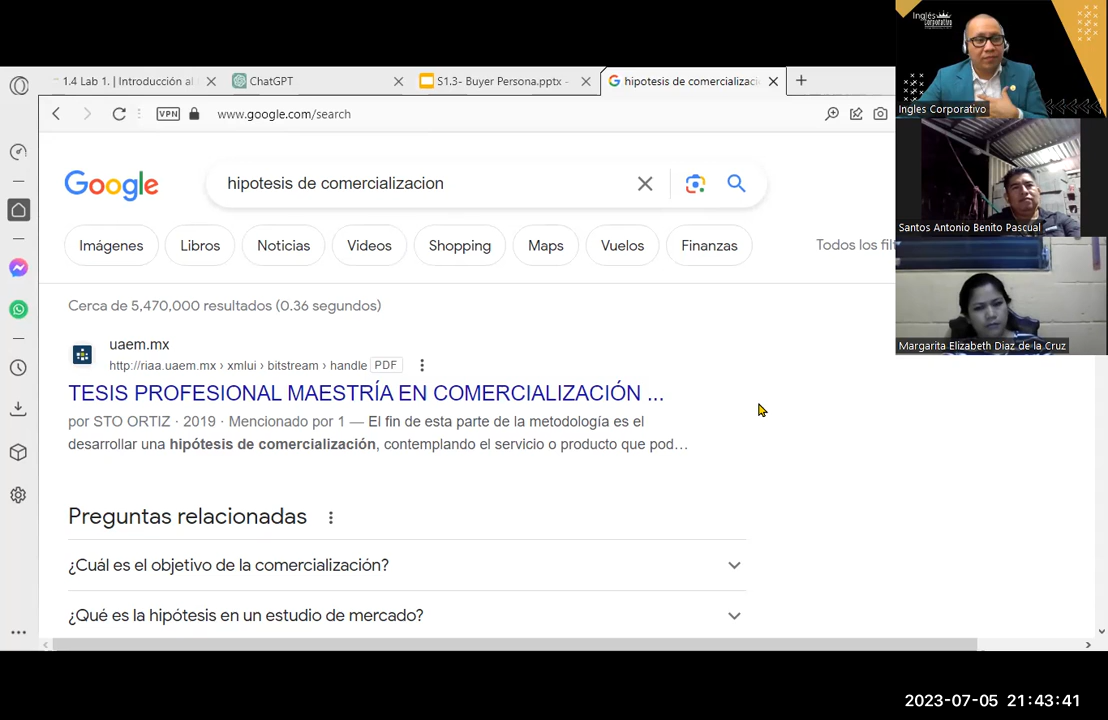 1.4 Lab 1. | Introducción al
ChatGPT
S1.3- Buyer Persona.pptx -
hipotesis de comercializaci
VPN
www.google.com/search
Google
hipotesis de comercializacion
Imágenes
Libros
Noticias
Videos
Shopping
Maps
Vuelos
Finanzas
Todos los filt
Cerca de 5,470,000 resultados (0.36 segundos)
uaem.mx
http://riaa.uaem.mx › xmlui › bitstream › handle PDF
TESIS PROFESIONAL MAESTRÍA EN COMERCIALIZACIÓN ...
por STO ORTIZ · 2019 · Mencionado por 1 — El fin de esta parte de la metodología es el
desarrollar una hipótesis de comercialización, contemplando el servicio o producto que pod…
Preguntas relacionadas
¿Cuál es el objetivo de la comercialización?
¿Qué es la hipótesis en un estudio de mercado?
Inglés
Corporativo
Ingles Corporativo
Santos Antonio Benito Pascual
Margarita Elizabeth Diaz de la Cruz
2023-07-05 21:43:41